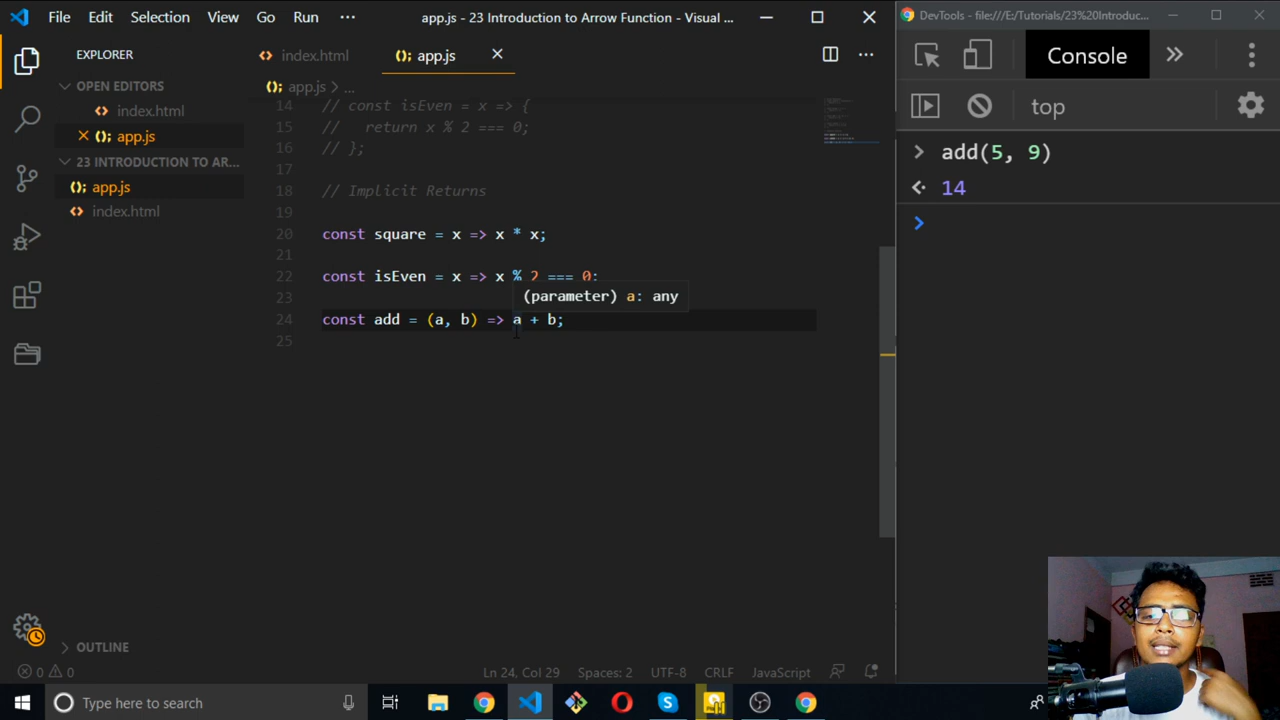 File Edit Selection View Go Run ··· app.js - 23 Introduction to Arrow Function - Visual ...
DevTools - file:///E:/Tutorials/23%20Introduc...
EXPLORER
index.html
app.js
Console
OPEN EDITORS
app.js > ...
index.html
app.js
23 INTRODUCTION TO AR...
app.js
index.html
14 // const isEven = x => {
15 //   return x % 2 === 0;
16 // };
17
18 // Implicit Returns
19
20 const square = x => x * x;
21
22 const isEven = x => x % 2 === 0;
23
(parameter) a: any
24 const add = (a, b) => a + b;
25
top
> add(5, 9)
14
>
OUTLINE
0 0
Ln 24, Col 29 Spaces: 2 UTF-8 CRLF JavaScript
Type here to search